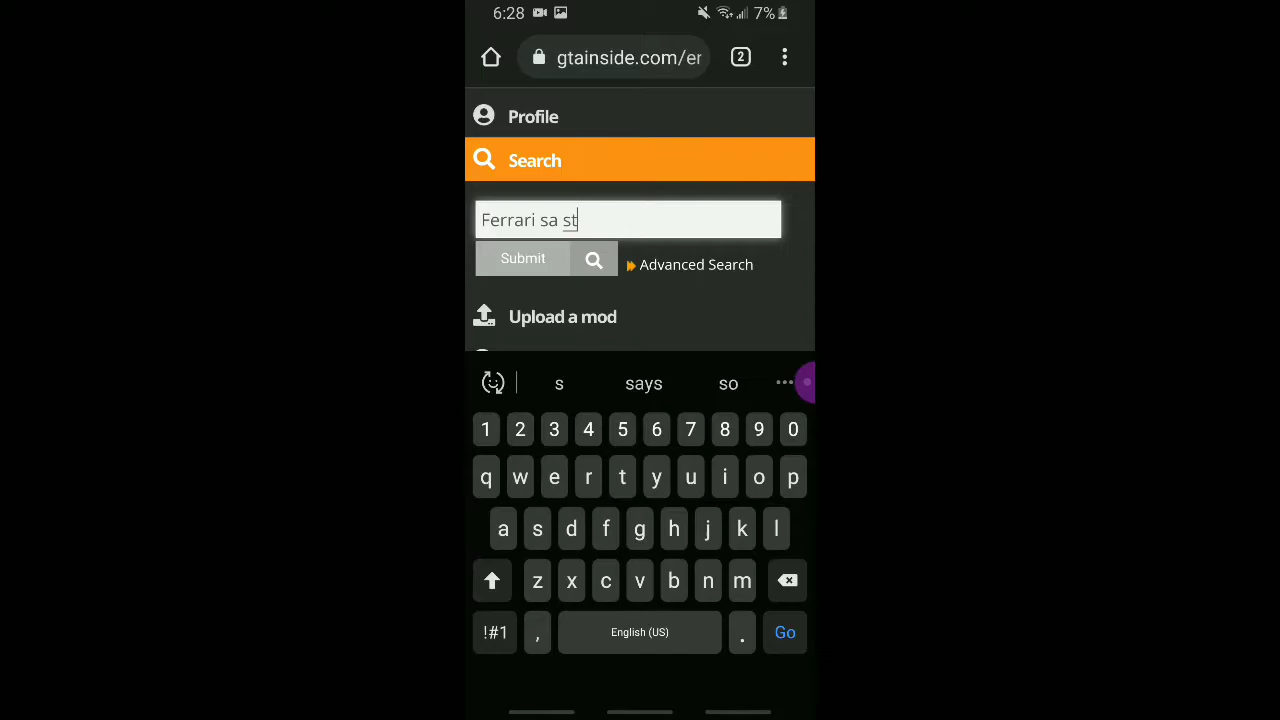 6:28 7%
gtainside.com/er 2
Profile
Search
Ferrari sa st
Submit Advanced Search
Upload a mod
s says so
1 2 3 4 5 6 7 8 9 0
q w e r t y u i o p
a s d f g h j k l
z x c v b n m
!#1 , English (US) . Go